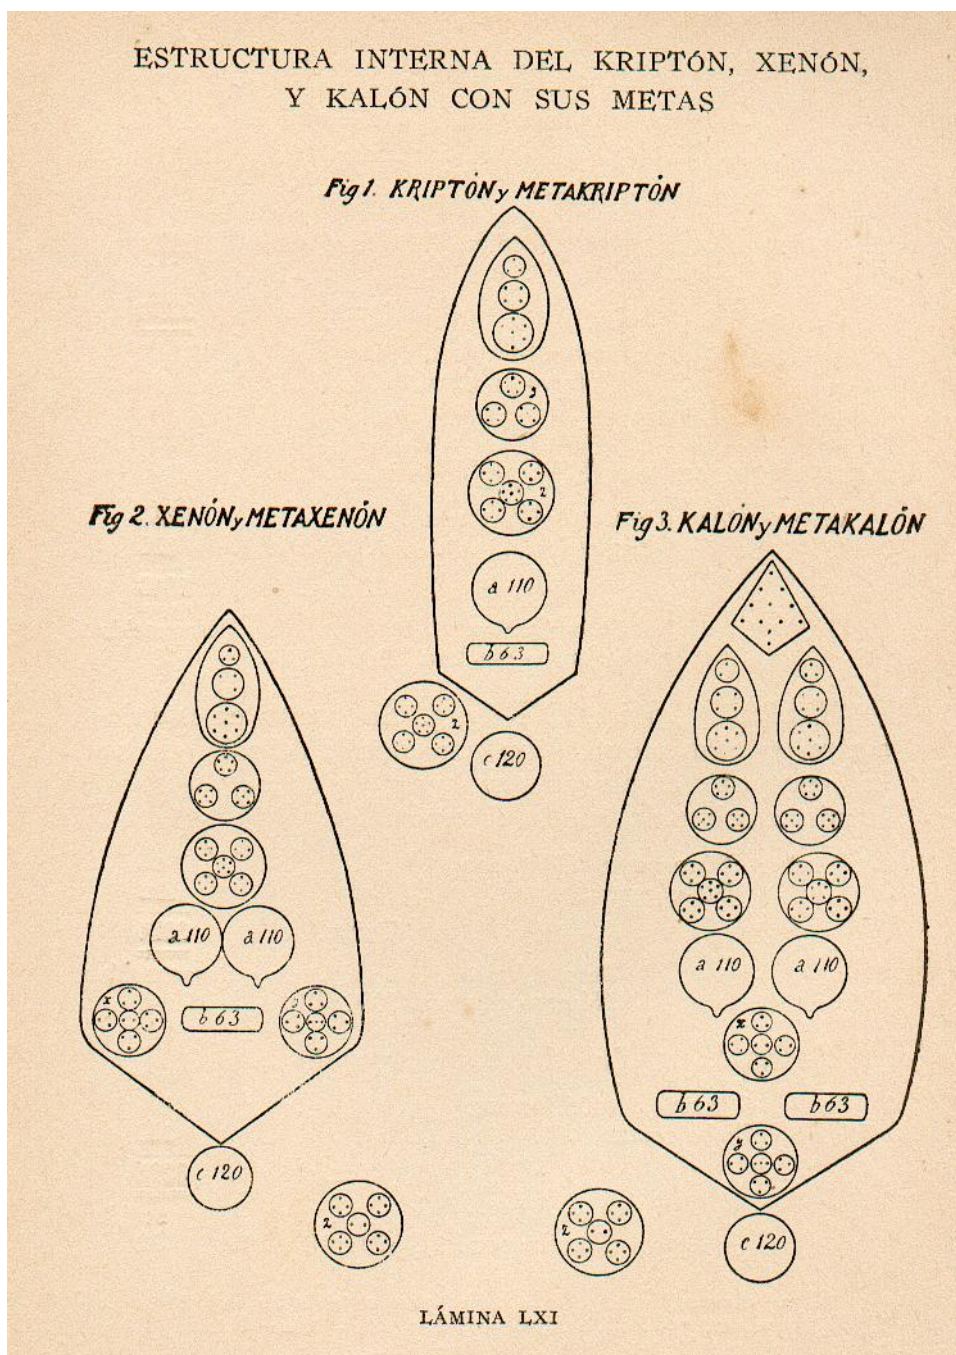 ESTRUCTURA INTERNA DEL KRIPTÓN, XENÓN,
Y KALÓN CON SUS METAS
Fig 1. KRIPTÓN y METAKRIPTÓN
z
a 110
b 63
z
c 120
Fig 2. XENÓN y METAXENÓN
a 110 a 110
x
b 63
c 120
z
Fig 3. KALÓN y METAKALÓN
a 110 a 110
x
b 63 b 63
y
z
c 120
LÁMINA LXI